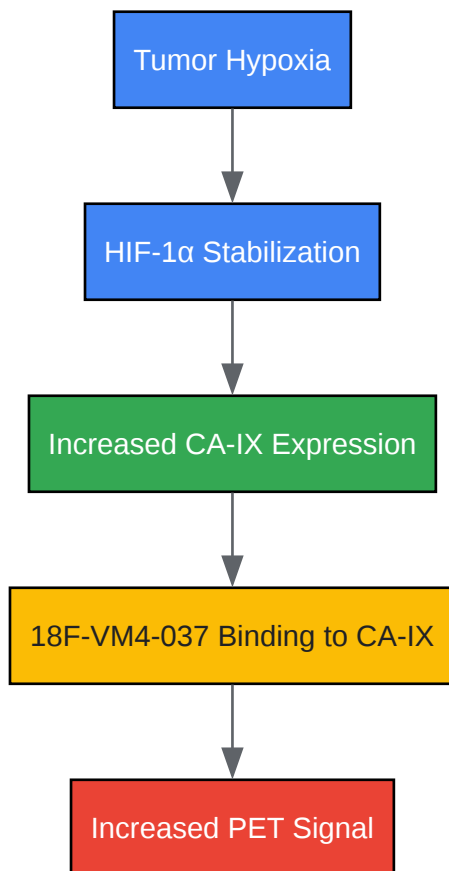 Tumor Hypoxia
HIF-1α Stabilization
Increased CA-IX Expression
18F-VM4-037 Binding to CA-IX
Increased PET Signal